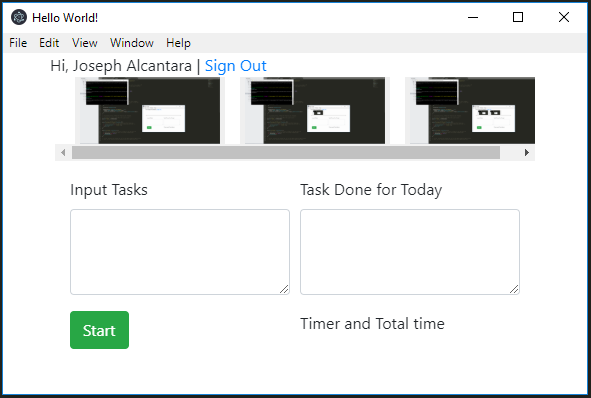 Hello World!
File Edit View Window Help
Hi, Joseph Alcantara | Sign Out
Input Tasks Task Done for Today
Start Timer and Total time